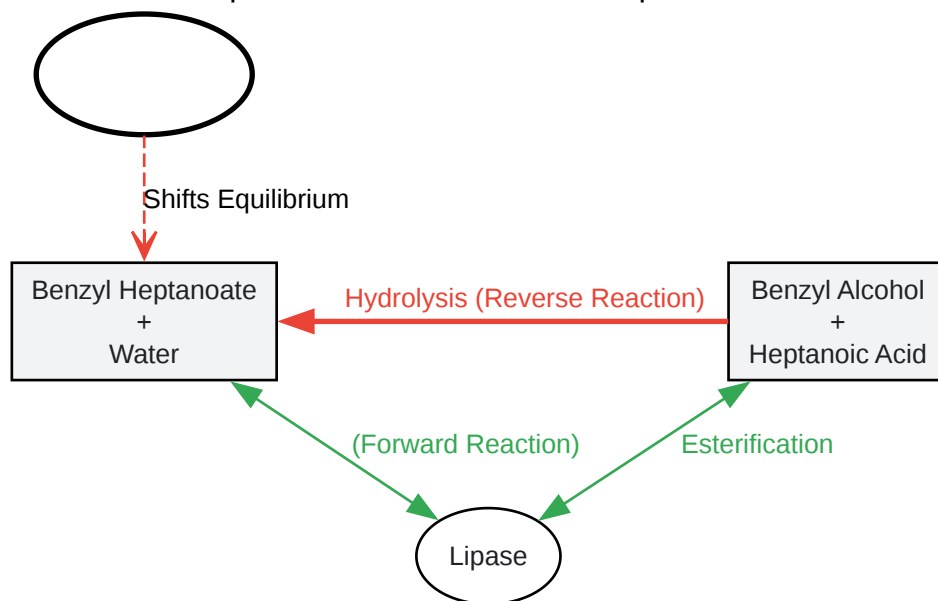 Shifts Equilibrium
Benzyl Heptanoate
+
Water
Hydrolysis (Reverse Reaction)
Benzyl Alcohol
+
Heptanoic Acid
(Forward Reaction)
Esterification
Lipase